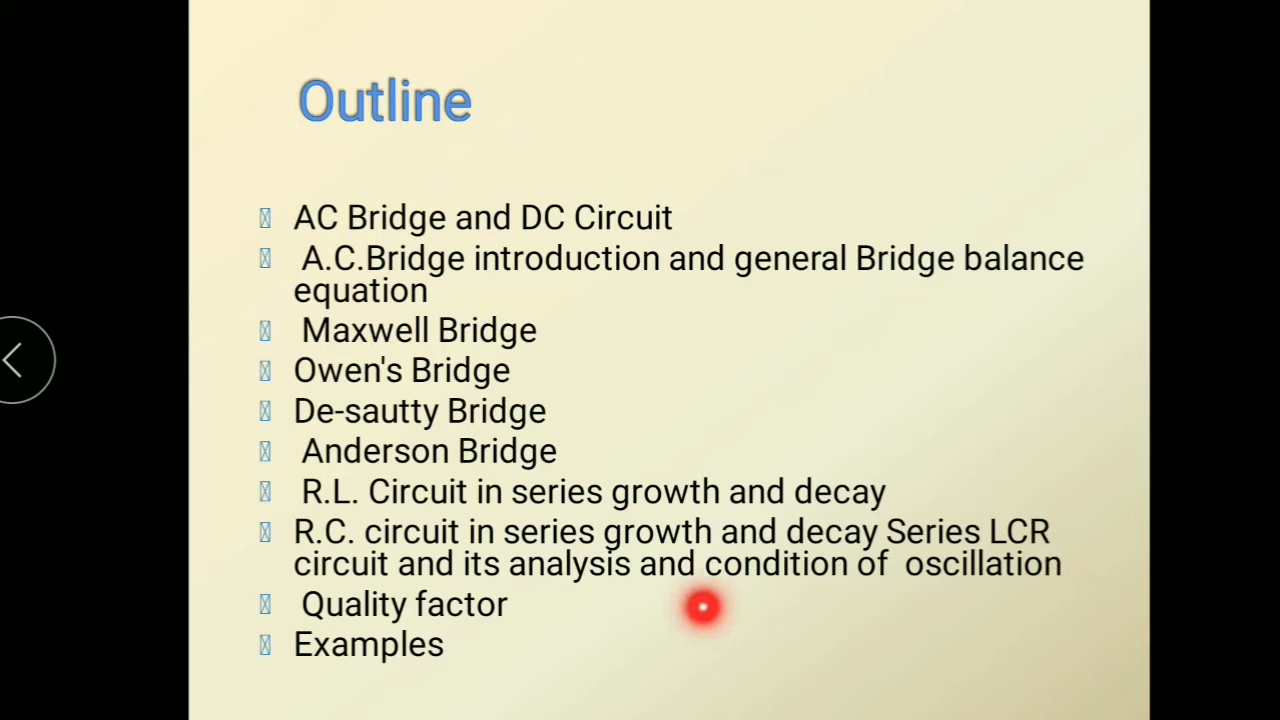 Outline
AC Bridge and DC Circuit
A.C.Bridge introduction and general Bridge balance
equation
Maxwell Bridge
Owen's Bridge
De-sautty Bridge
Anderson Bridge
R.L. Circuit in series growth and decay
R.C. circuit in series growth and decay Series LCR
circuit and its analysis and condition of oscillation
Quality factor
Examples